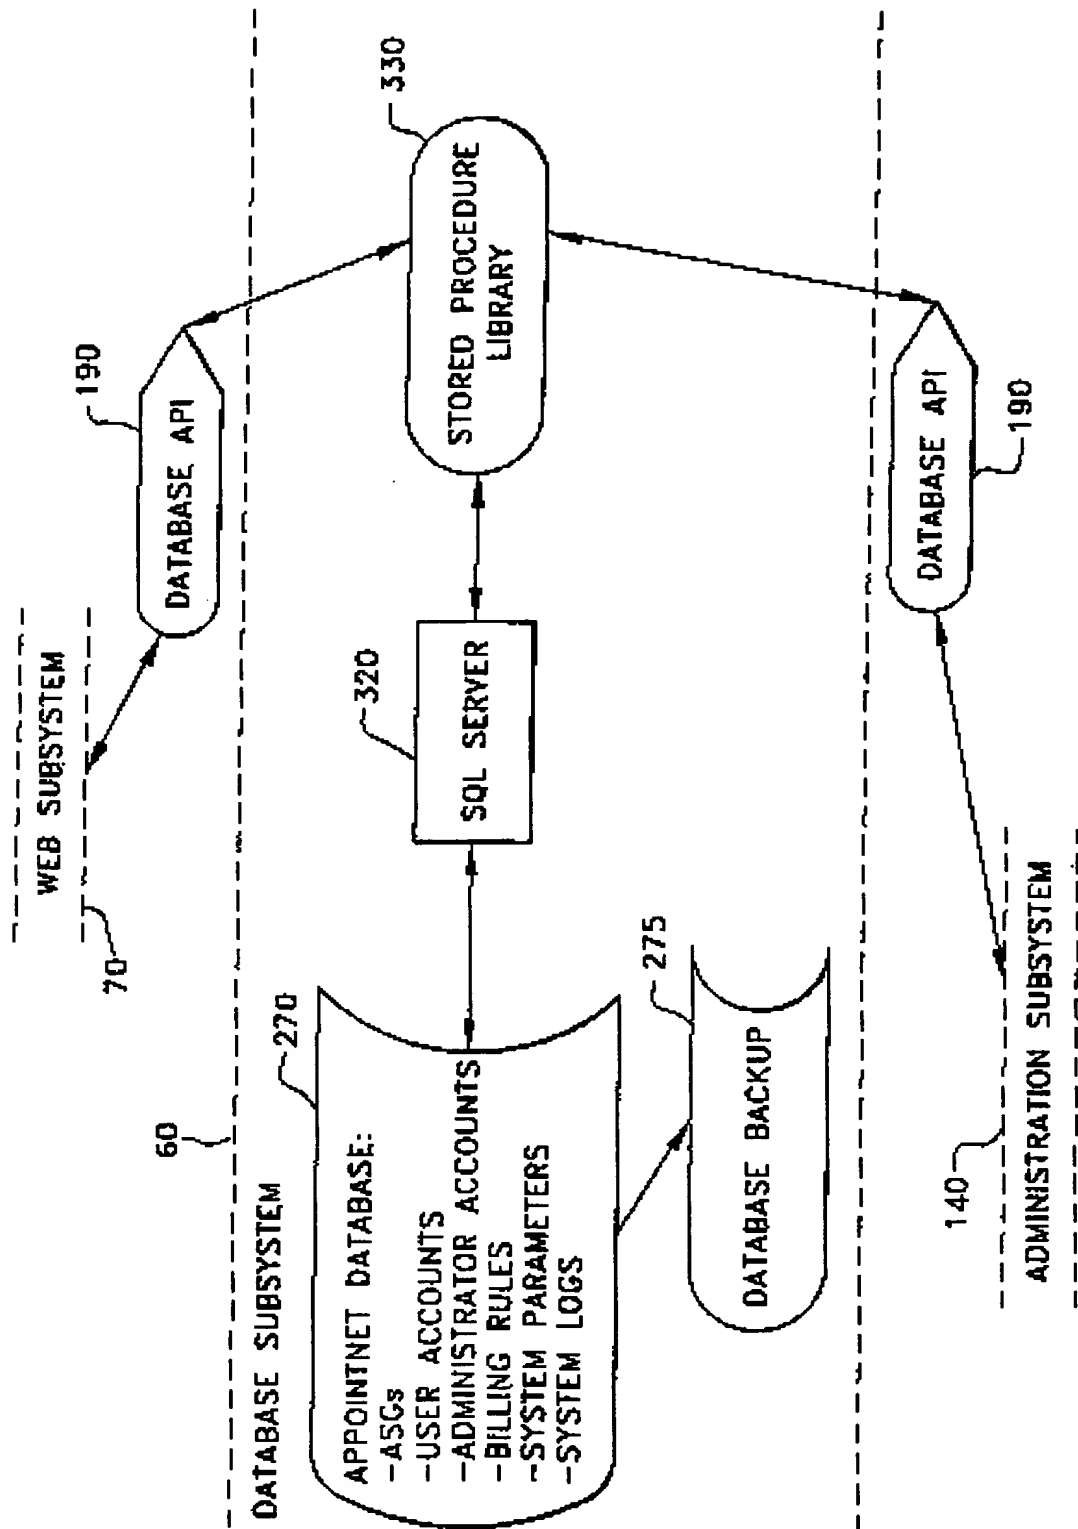 WEB SUBSYSTEM
70
190
DATABASE API
60
DATABASE SUBSYSTEM
270
APPOINTNET DATABASE:
-ASGs
-USER ACCOUNTS
-ADMINISTRATOR ACCOUNTS
-BILLING RULES
-SYSTEM PARAMETERS
-SYSTEM LOGS
320
SQL SERVER
330
STORED PROCEDURE
LIBRARY
275
DATABASE BACKUP
DATABASE API
190
140
ADMINISTRATION SUBSYSTEM